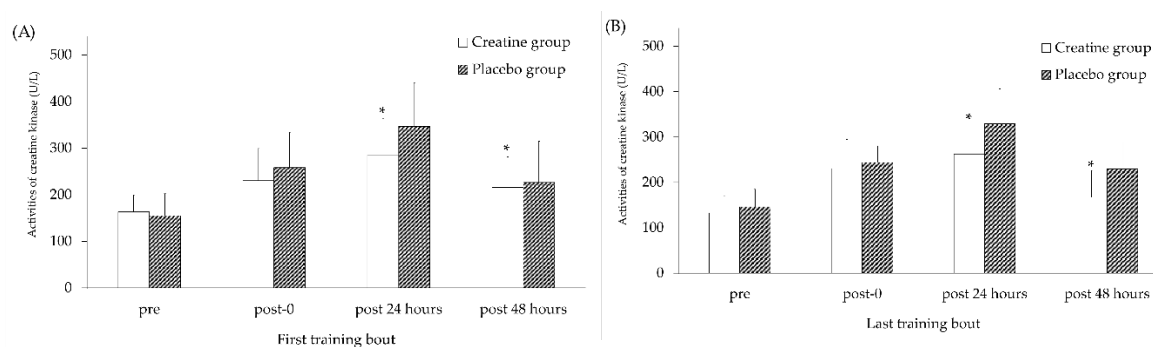 (A)
Activities of creatine kinase (U/L)
500
400
300
200
100
0
Creatine group
Placebo group
*
*
pre
post-0
post 24 hours
post 48 hours
First training bout
(B)
Activities of creatine kinase (U/L)
500
400
300
200
100
0
Creatine group
Placebo group
*
*
pre
post-0
post 24 hours
post 48 hours
Last training bout